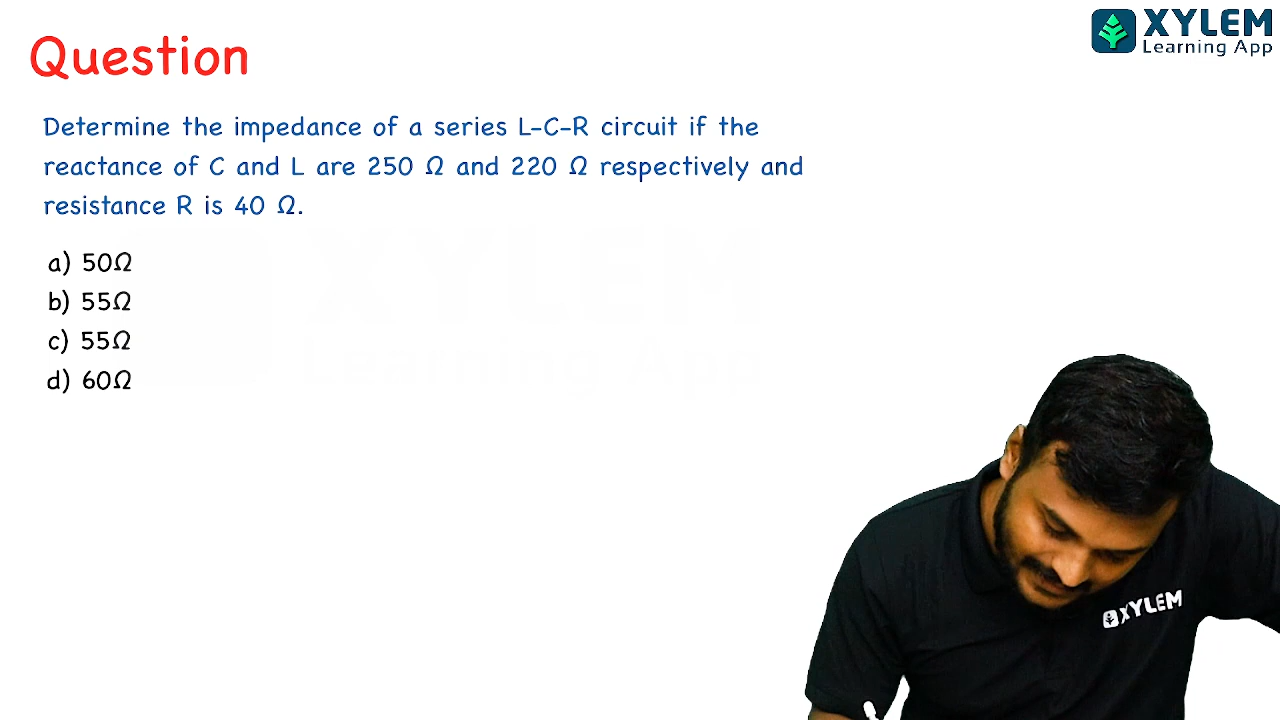 XYLEM
Learning App
Question
Determine the impedance of a series L-C-R circuit if the
reactance of C and L are 250 Ω and 220 Ω respectively and
resistance R is 40 Ω.
a) 50Ω
b) 55Ω
c) 55Ω
d) 60Ω
XYLEM
Learning App
XYLEM